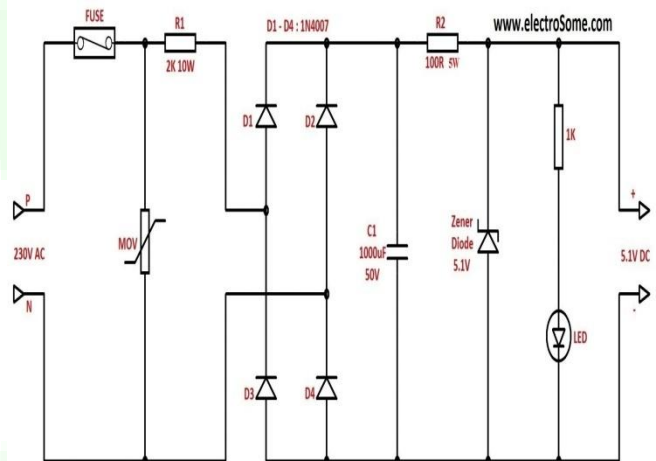 FUSE
R1
2K 10W
D1 - D4 : 1N4007
R2
100R 5W
www.electroSome.com
D1
D2
1K
P
230V AC
N
MOV
C1
1000uF
50V
Zener
Diode
5.1V
+
5.1V DC
-
LED
D3
D4